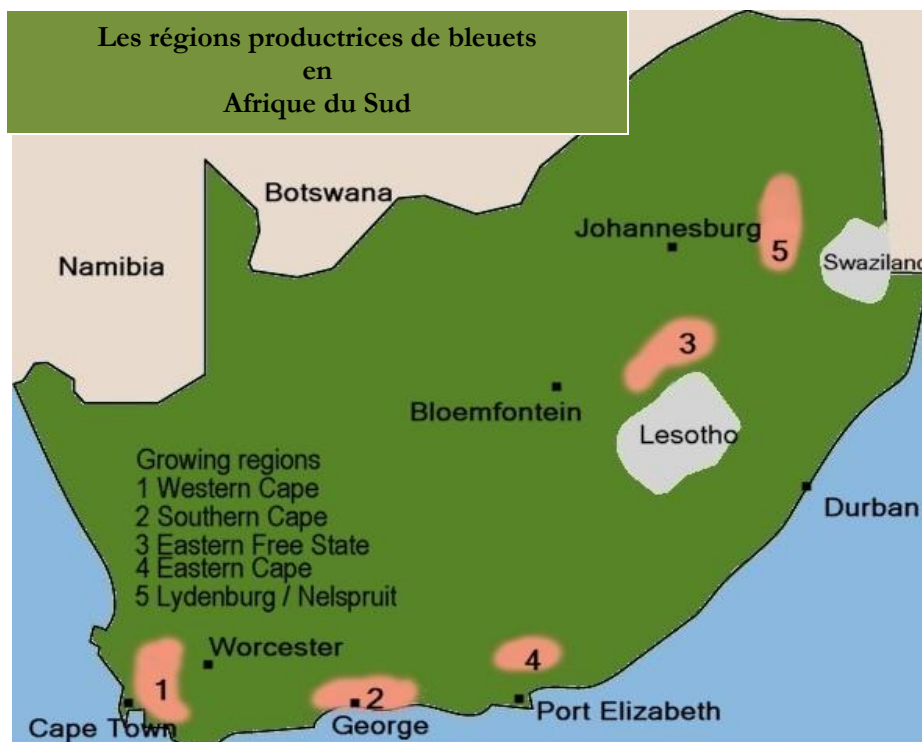 Les régions productrices de bleuets
en
Afrique du Sud
Botswana
Namibia
Johannesburg
5
Swaziland
3
Bloemfontein
Lesotho
Growing regions
1 Western Cape
2 Southern Cape
3 Eastern Free State
4 Eastern Cape
5 Lydenburg / Nelspruit
Durban
Worcester
4
1
2
Cape Town
George
Port Elizabeth